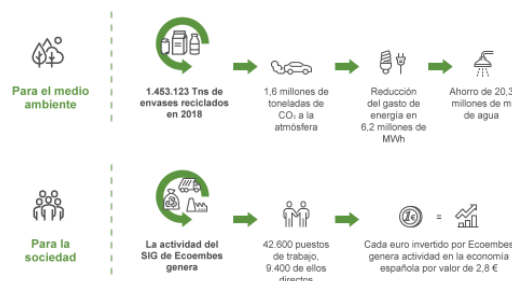 Para el medio
ambiente
1.453.123 Tns de
envases reciclados
en 2018
1,6 millones de
toneladas de
CO₂ a la
atmósfera
Reducción
del gasto de
energía en
6,2 millones de
MWh
Ahorro de 20,3
millones de m
de agua
Para la
sociedad
La actividad del
SIG de Ecoembes
genera
42.600 puestos
de trabajo,
9.400 de ellos
directos
1€
=
Cada euro invertido por Ecoembes
genera actividad en la economía
española por valor de 2,8 €